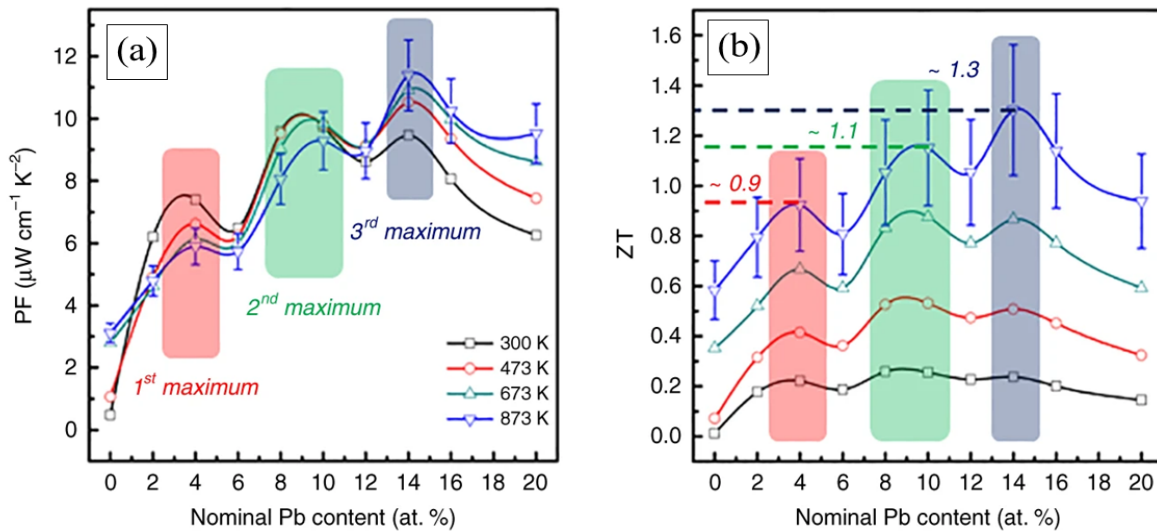 (a)
PF (μW cm⁻¹ K⁻²)
12
10
8
6
4
2
0
1st maximum
2nd maximum
3rd maximum
300 K
473 K
673 K
873 K
0 2 4 6 8 10 12 14 16 18 20
Nominal Pb content (at. %)
(b)
ZT
1.6
1.4
1.2
1.0
0.8
0.6
0.4
0.2
0.0
~ 1.3
~ 1.1
~ 0.9
0 2 4 6 8 10 12 14 16 18 20
Nominal Pb content (at. %)